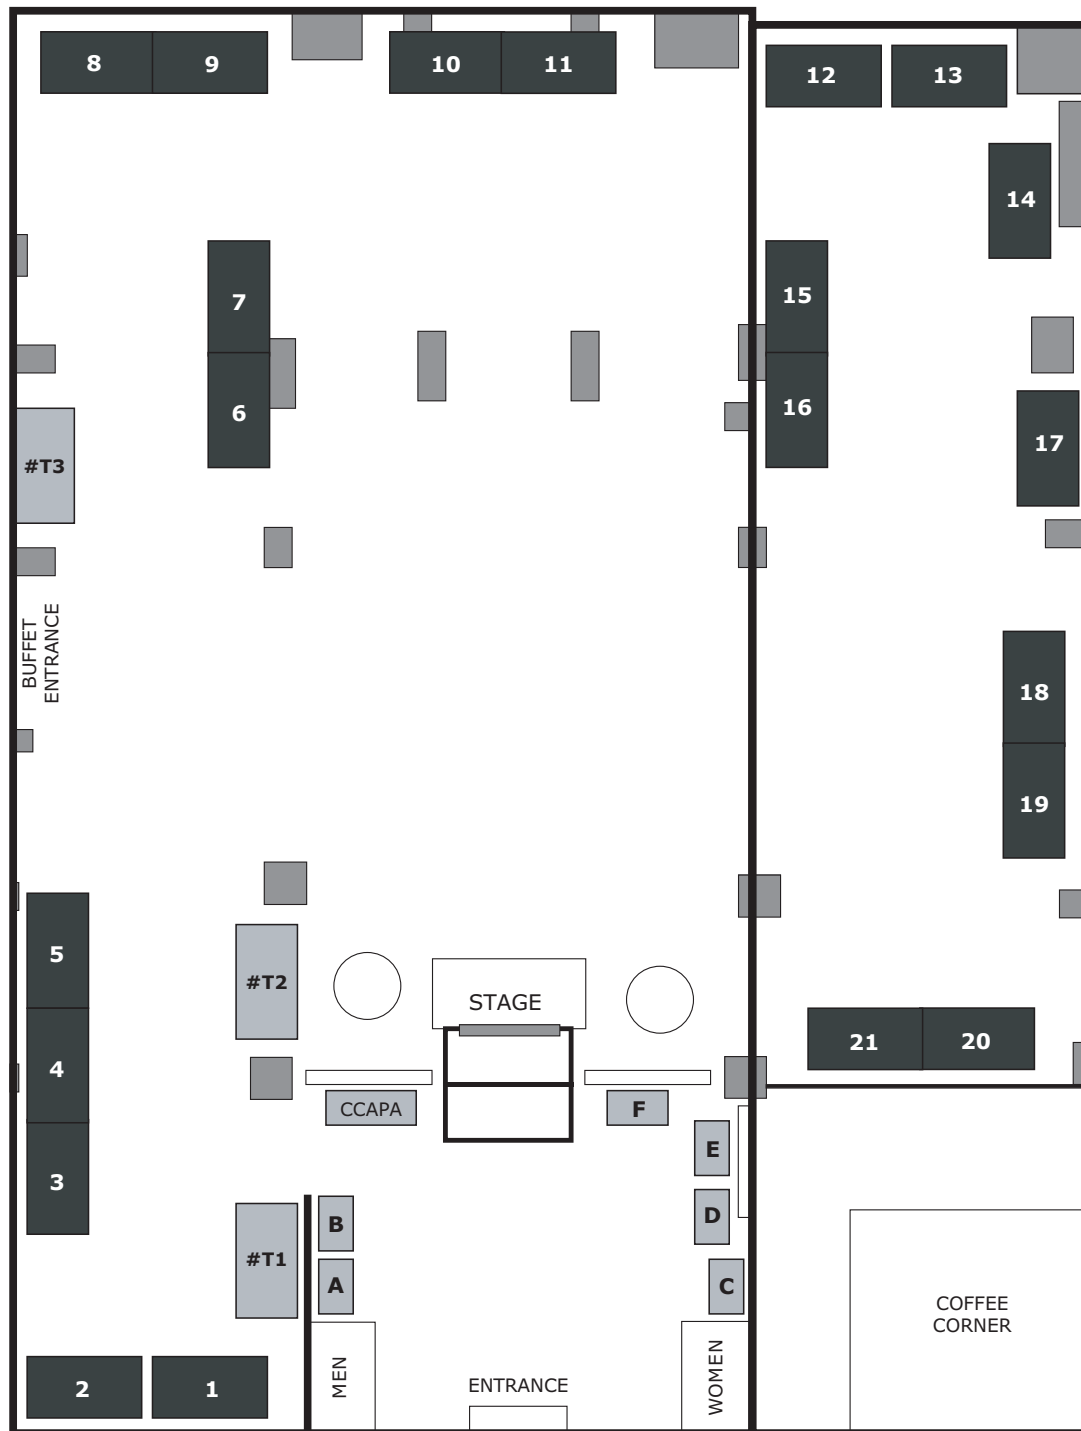 8
9
10
11
12
13
14
7
15
6
16
17
#T3
BUFFET
ENTRANCE
18
19
5
#T2
STAGE
4
21
20
CCAPA
F
E
3
B
D
#T1
A
C
COFFEE
CORNER
2
1
MEN
ENTRANCE
WOMEN